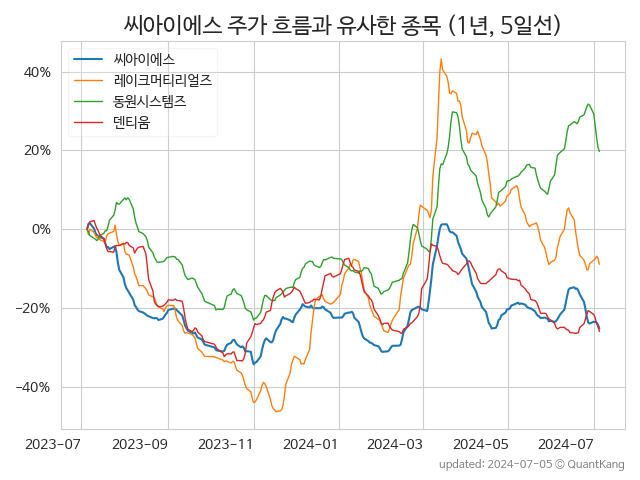 씨아이에스 주가 흐름과 유사한 종목 (1년, 5일선)
씨아이에스
레이크머티리얼즈
동원시스템즈
덴티움
40%
20%
0%
−20%
−40%
2023-07 2023-09 2023-11 2024-01 2024-03 2024-05 2024-07
updated: 2024-07-05 © QuantKang